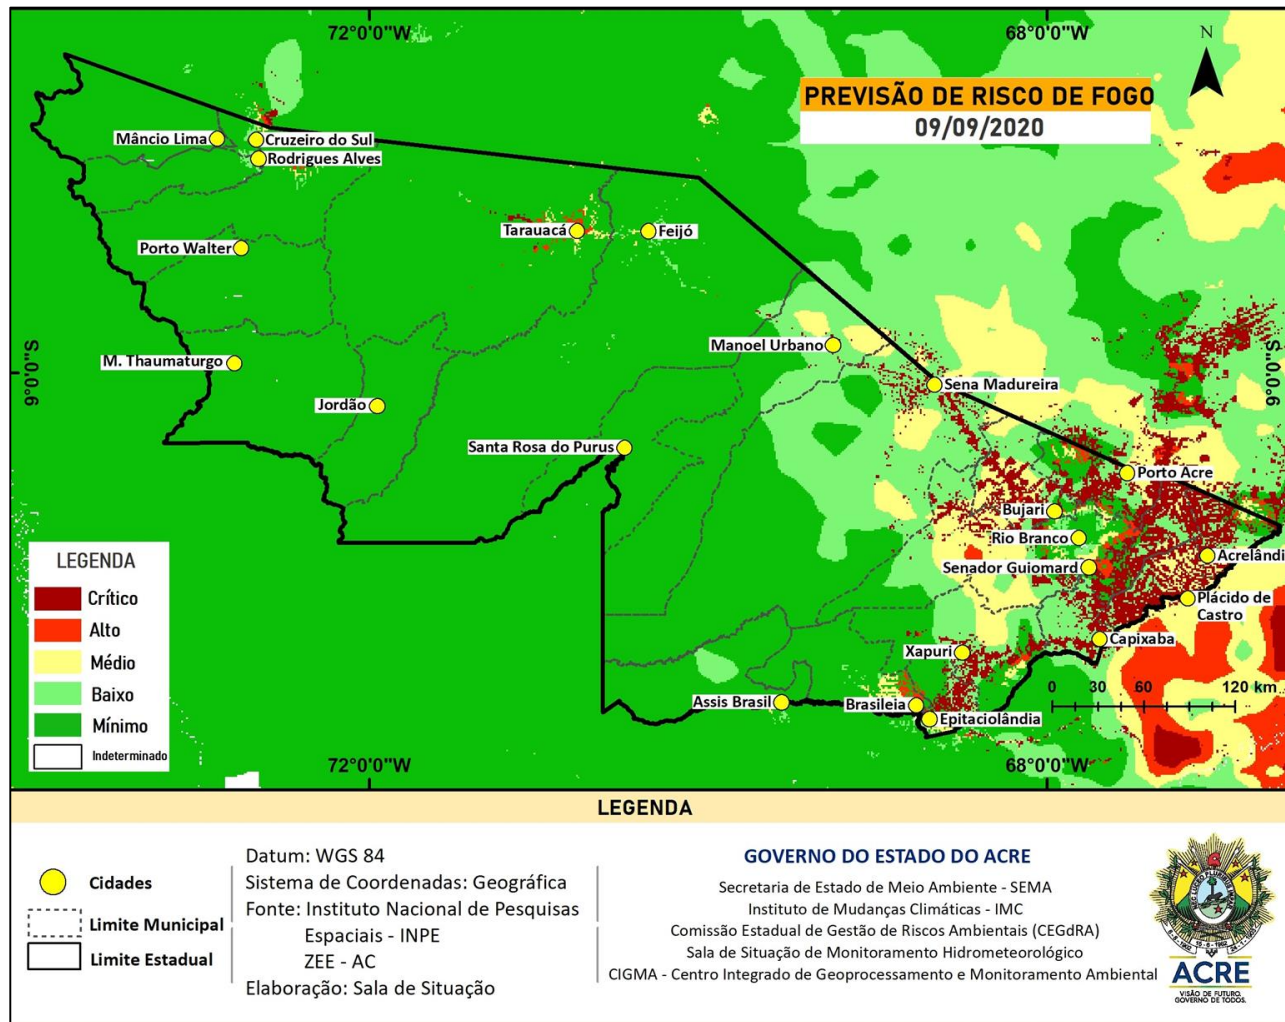 72°0'0"W
68°0'0"W
N
PREVISÃO DE RISCO DE FOGO
09/09/2020
Mâncio Lima
Cruzeiro do Sul
Rodrigues Alves
Tarauacá
Feijó
Porto Walter
Manoel Urbano
M. Thaumaturgo
9°0'0"S
9°0'0"S
Sena Madureira
Jordão
Santa Rosa do Purus
Porto Acre
Bujari
Rio Branco
Acrelândi
Senador Guiomard
Plácido de
Castro
Capixaba
Xapuri
Assis Brasil
Brasileia
Epitaciolândia
0 30 60 120 km
LEGENDA
Crítico
Alto
Médio
Baixo
Mínimo
Indeterminado
72°0'0"W
68°0'0"W
LEGENDA
Cidades
Limite Municipal
Limite Estadual
Datum: WGS 84
Sistema de Coordenadas: Geográfica
Fonte: Instituto Nacional de Pesquisas
Espaciais - INPE
ZEE - AC
Elaboração: Sala de Situação
GOVERNO DO ESTADO DO ACRE
Secretaria de Estado de Meio Ambiente - SEMA
Instituto de Mudanças Climáticas - IMC
Comissão Estadual de Gestão de Riscos Ambientais (CEGdRA)
Sala de Situação de Monitoramento Hidrometeorológico
CIGMA - Centro Integrado de Geoprocessamento e Monitoramento Ambiental
ACRE
VISÃO DE FUTURO.
GOVERNO DE TODOS.